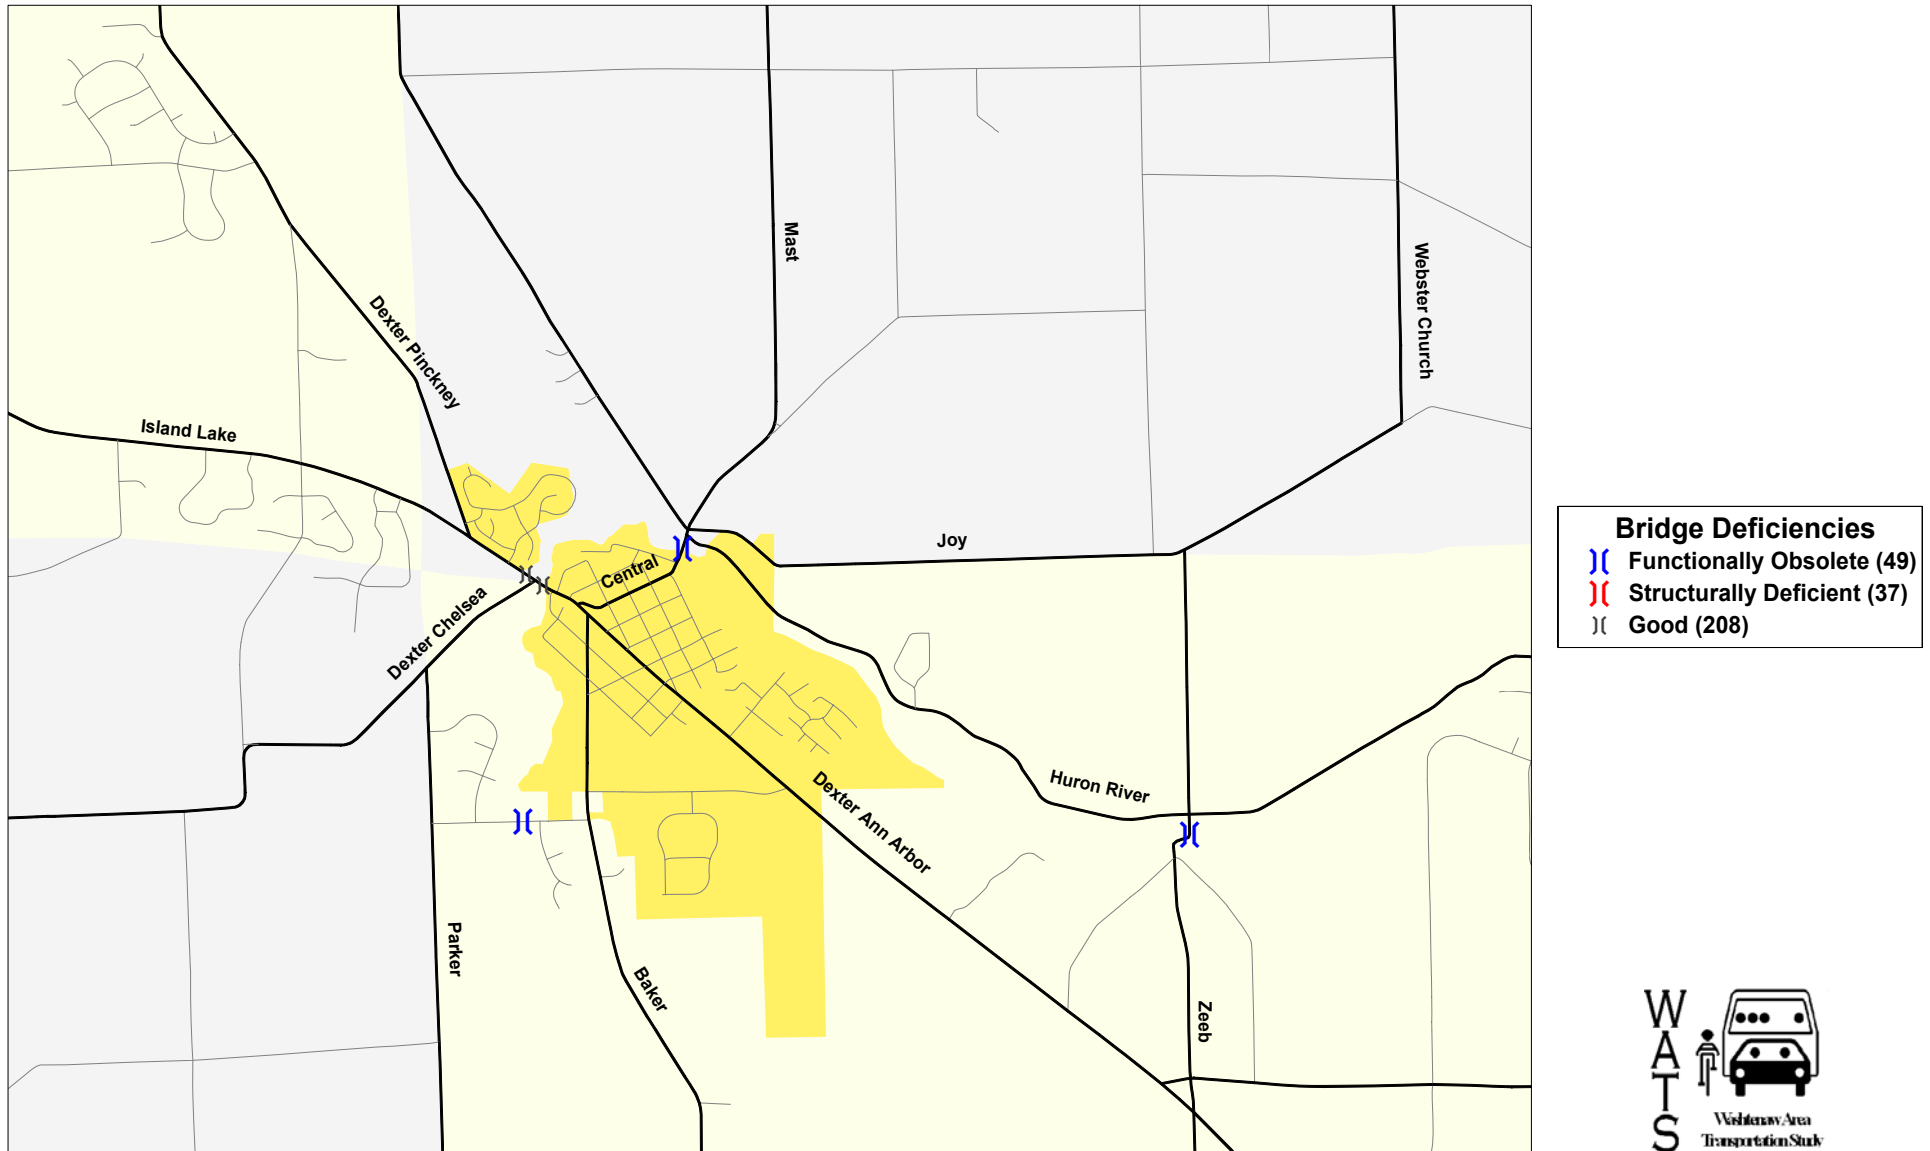 Mast
Webster Church
Dexter Pinckney
Island Lake
Joy
Central
Dexter Chelsea
Huron River
Dexter Ann Arbor
Parker
Baker
Zeeb
Bridge Deficiencies
Functionally Obsolete (49)
Structurally Deficient (37)
Good (208)
WATS
Washtenaw Area
Transportation Study